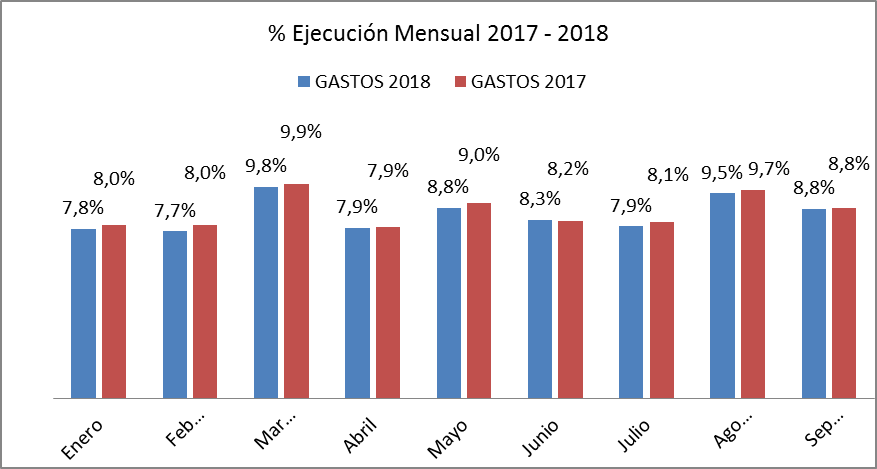 % Ejecución Mensual 2017 - 2018
GASTOS 2018 GASTOS 2017
7,8% 8,0% 7,7% 8,0% 9,8% 9,9% 7,9% 7,9% 8,8% 9,0% 8,3% 8,2% 7,9% 8,1% 9,5% 9,7% 8,8% 8,8%
Enero Feb... Mar... Abril Mayo Junio Julio Ago... Sep...